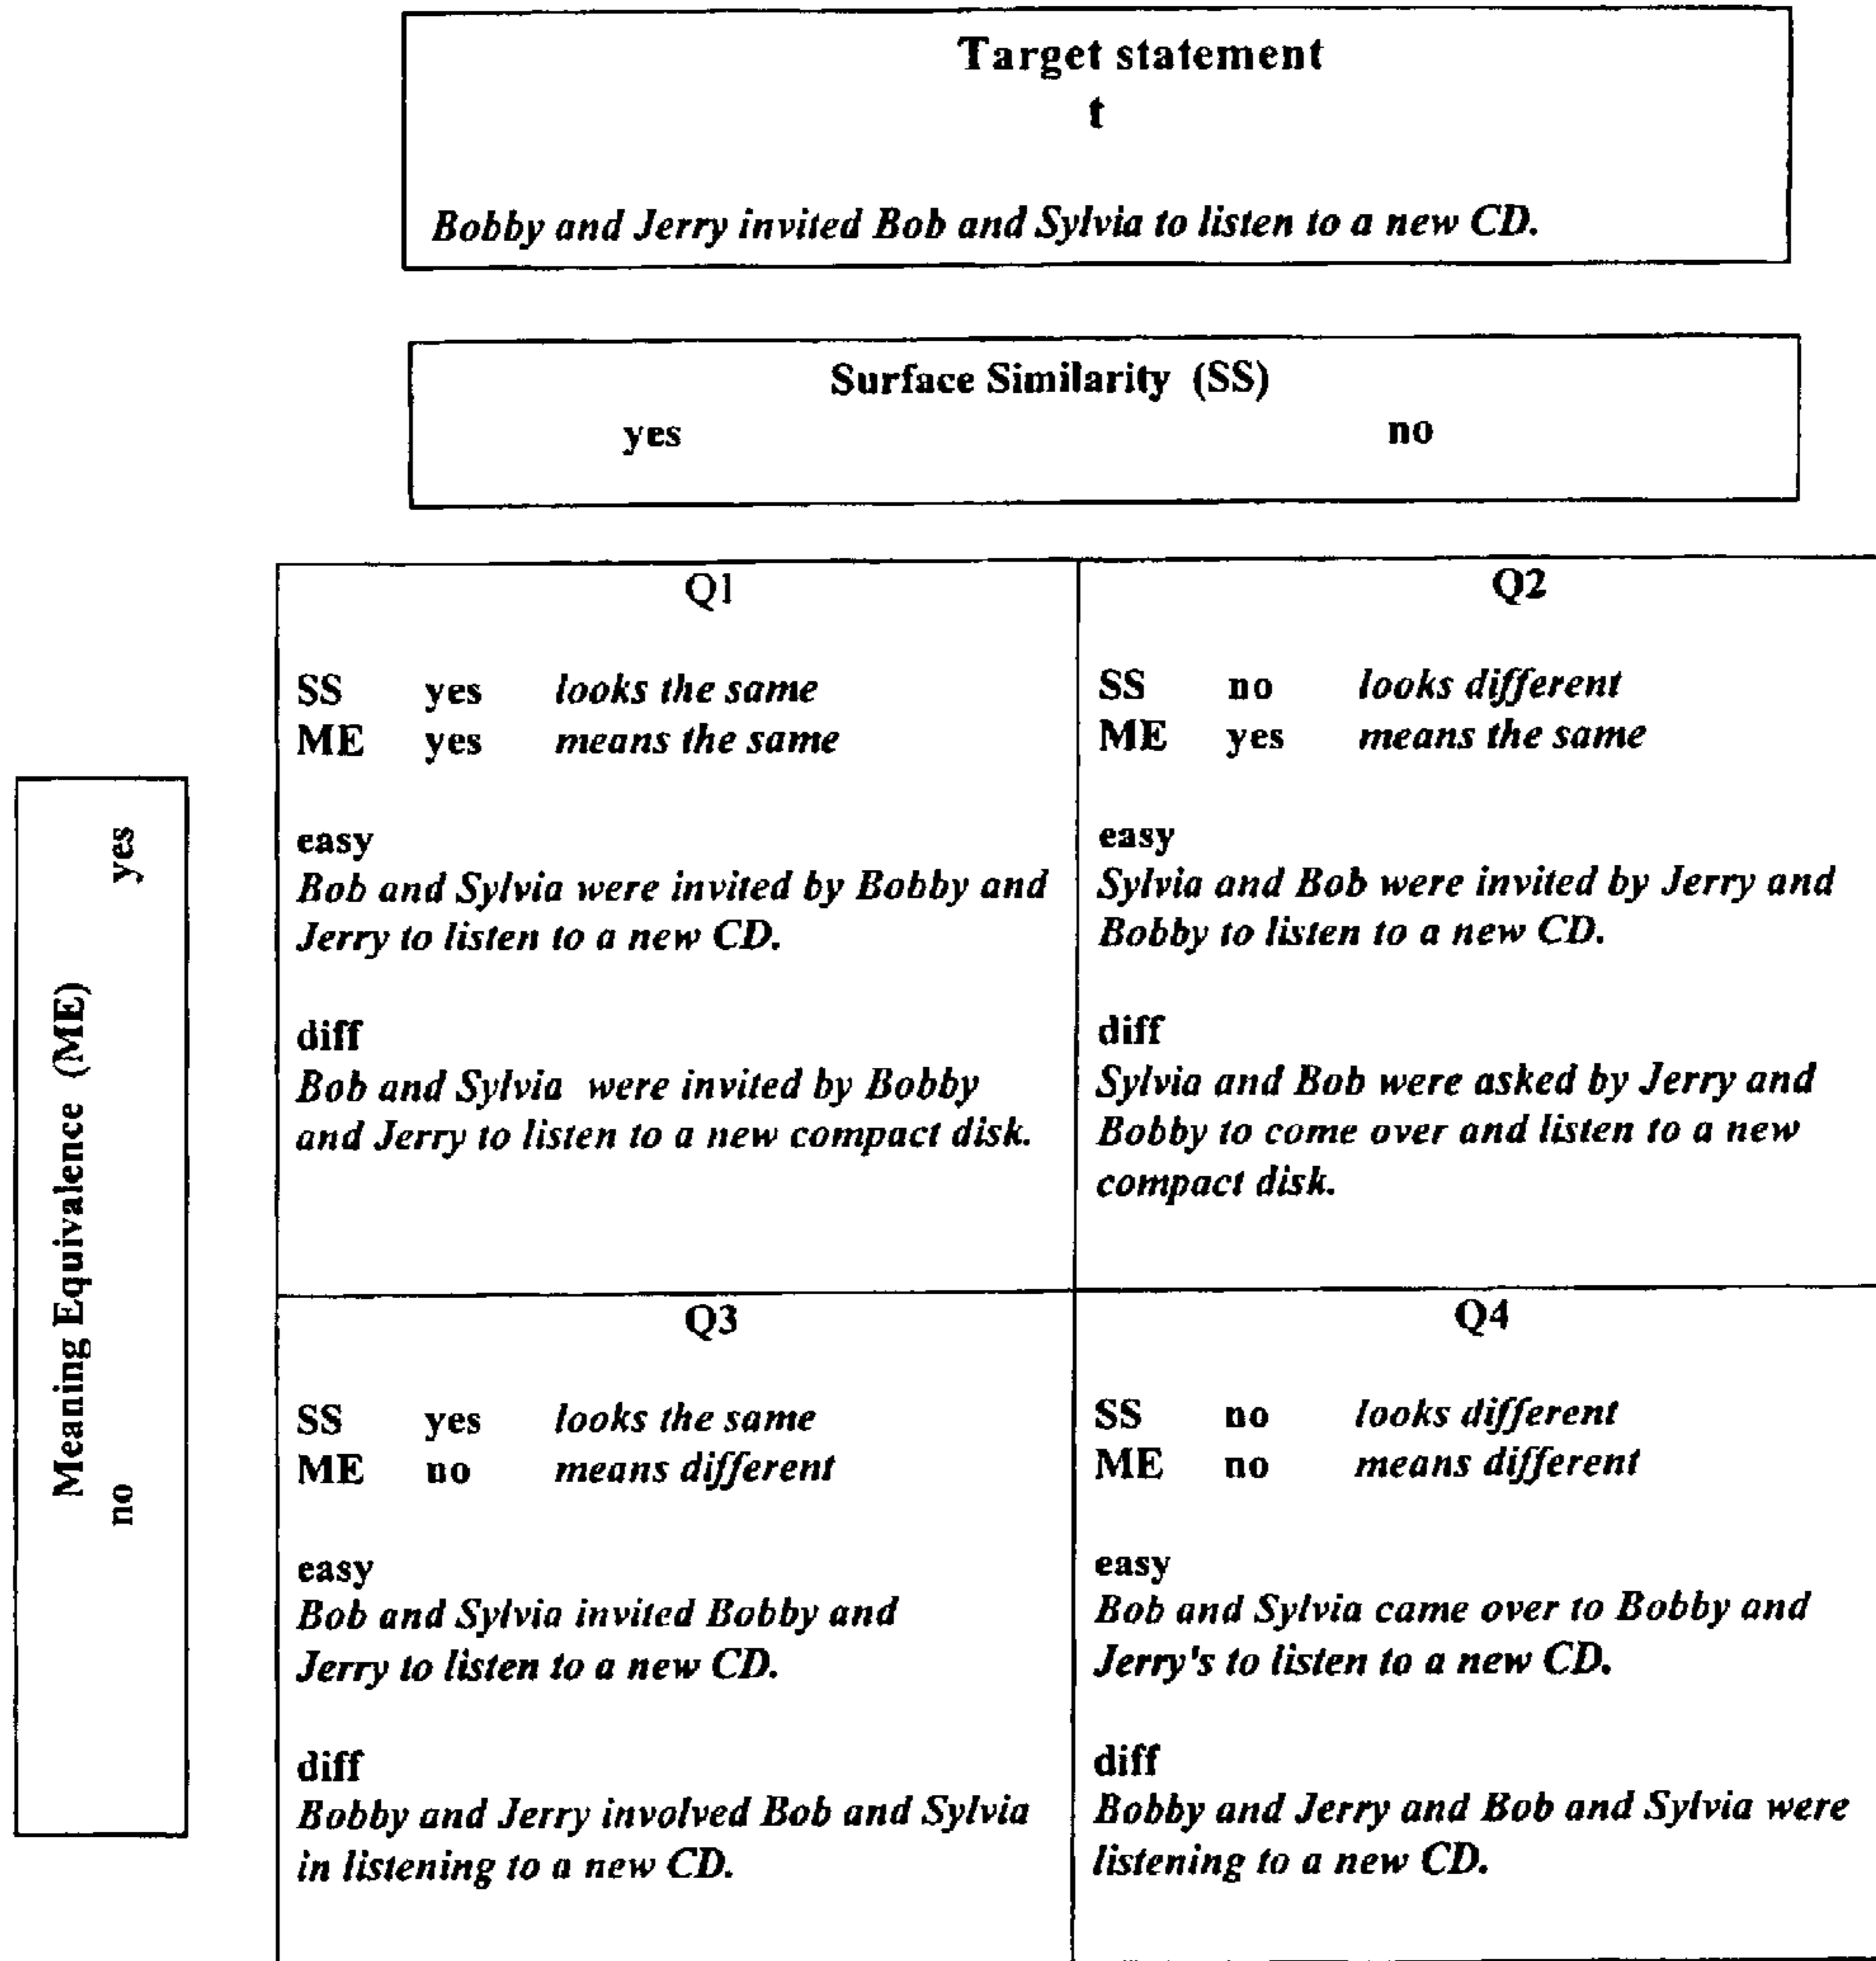 Target statement
t
Bobby and Jerry invited Bob and Sylvia to listen to a new CD.
Surface Similarity (SS)
yes no
Meaning Equivalence (ME)
yes
no
Q1
SS yes looks the same
ME yes means the same
easy
Bob and Sylvia were invited by Bobby and
Jerry to listen to a new CD.
diff
Bob and Sylvia were invited by Bobby
and Jerry to listen to a new compact disk.
Q2
SS no looks different
ME yes means the same
easy
Sylvia and Bob were invited by Jerry and
Bobby to listen to a new CD.
diff
Sylvia and Bob were asked by Jerry and
Bobby to come over and listen to a new
compact disk.
Q3
SS yes looks the same
ME no means different
easy
Bob and Sylvia invited Bobby and
Jerry to listen to a new CD.
diff
Bobby and Jerry involved Bob and Sylvia
in listening to a new CD.
Q4
SS no looks different
ME no means different
easy
Bob and Sylvia came over to Bobby and
Jerry's to listen to a new CD.
diff
Bobby and Jerry and Bob and Sylvia were
listening to a new CD.